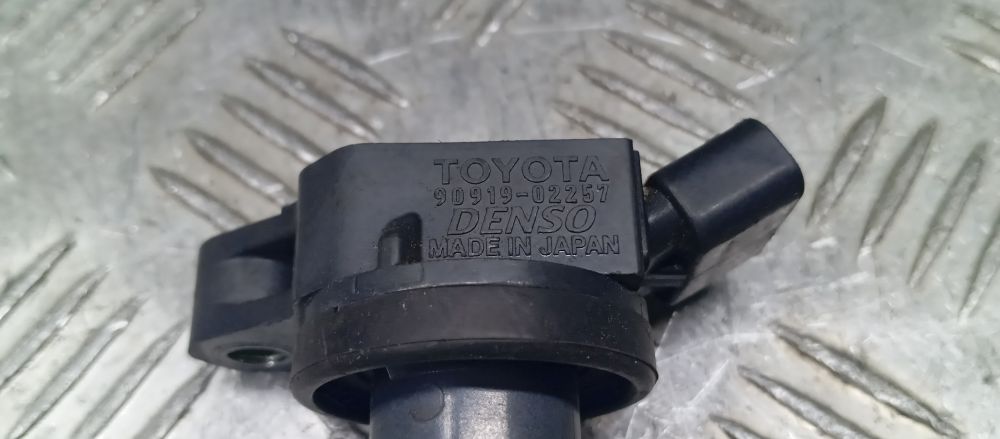 TOYOTA
90919-02257
DENSO
MADE IN JAPAN